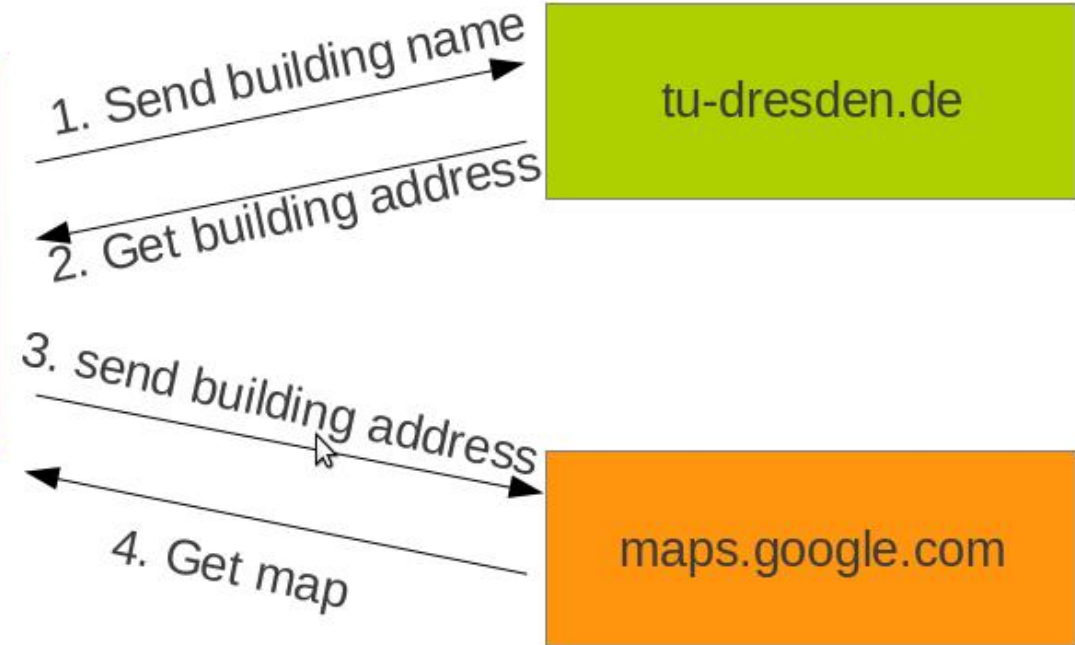 1. Send building name
tu-dresden.de
2. Get building address
3. send building address
maps.google.com
4. Get map